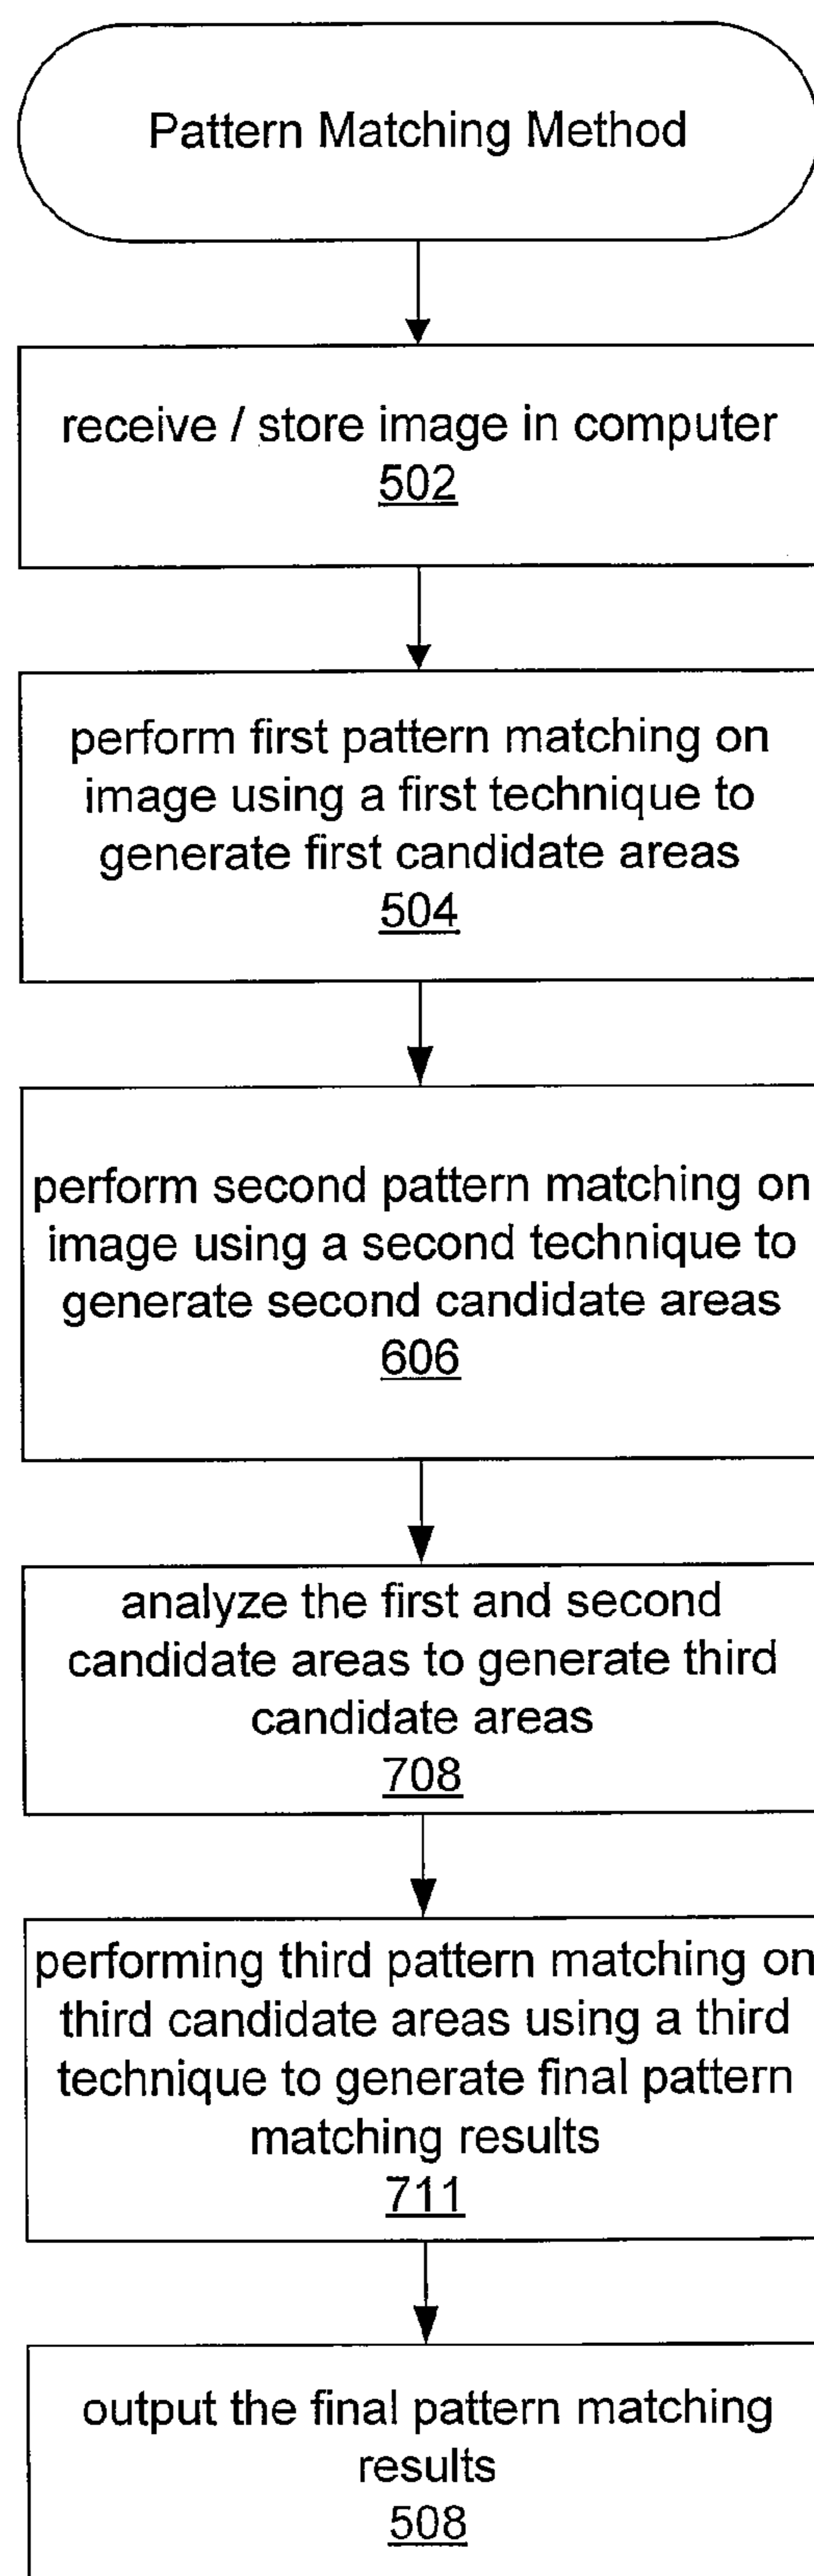 Pattern Matching Method
receive / store image in computer
502
perform first pattern matching on
image using a first technique to
generate first candidate areas
504
perform second pattern matching on
image using a second technique to
generate second candidate areas
606
analyze the first and second
candidate areas to generate third
candidate areas
708
performing third pattern matching on
third candidate areas using a third
technique to generate final pattern
matching results
711
output the final pattern matching
results
508